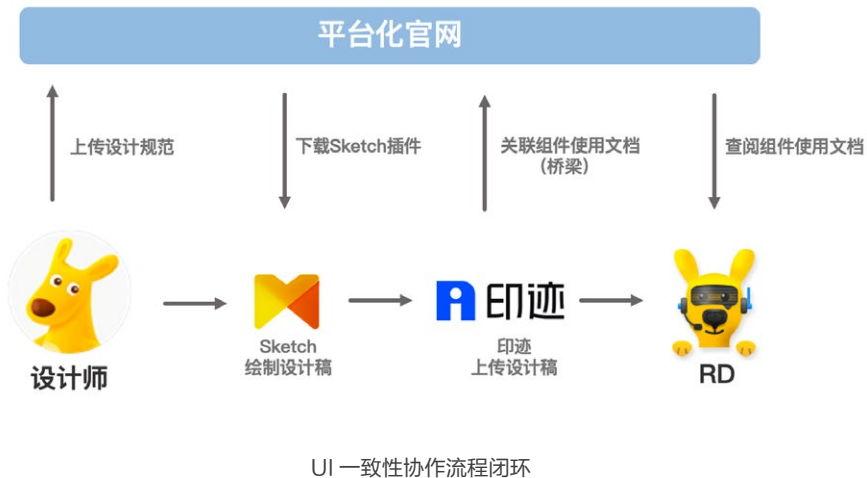 平台化官网
上传设计规范
下载Sketch插件
关联组件使用文档
(桥梁)
查阅组件使用文档
印迹
Sketch
绘制设计稿
印迹
上传设计稿
设计师
RD
UI 一致性协作流程闭环